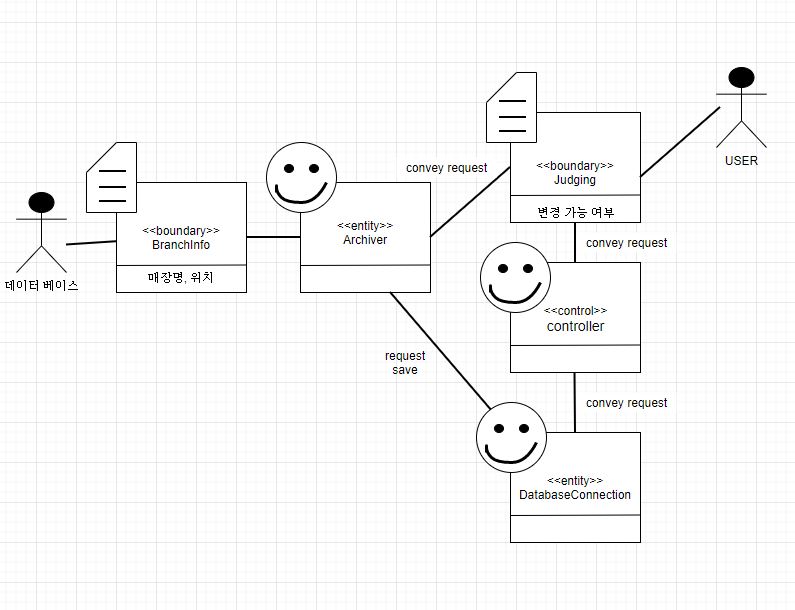 USER
convey request
<<boundary>>
Judging
변경 가능 여부
<<boundary>>
BranchInfo
매장명, 위치
<<entity>>
Archiver
데이터 베이스
convey request
<<control>>
controller
request
save
convey request
<<entity>>
DatabaseConnection